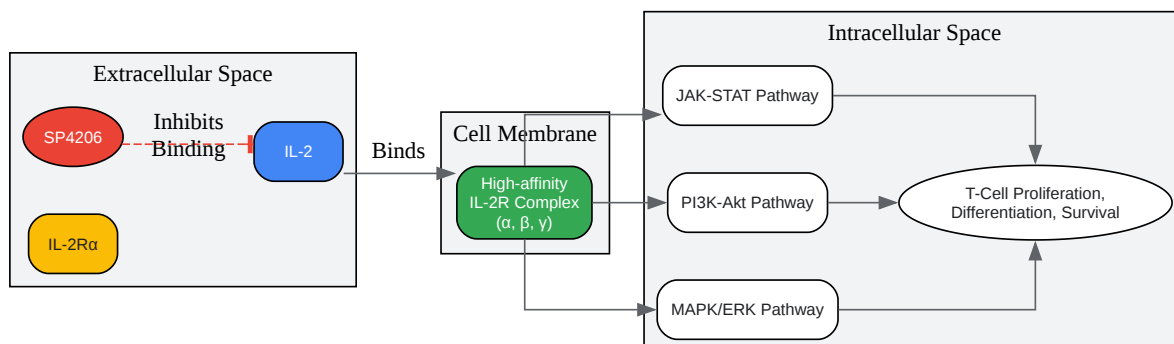 Extracellular Space
SP4206
Inhibits
Binding
IL-2
IL-2Rα
Binds
Cell Membrane
High-affinity
IL-2R Complex
(α, β, γ)
Intracellular Space
JAK-STAT Pathway
PI3K-Akt Pathway
MAPK/ERK Pathway
T-Cell Proliferation,
Differentiation, Survival